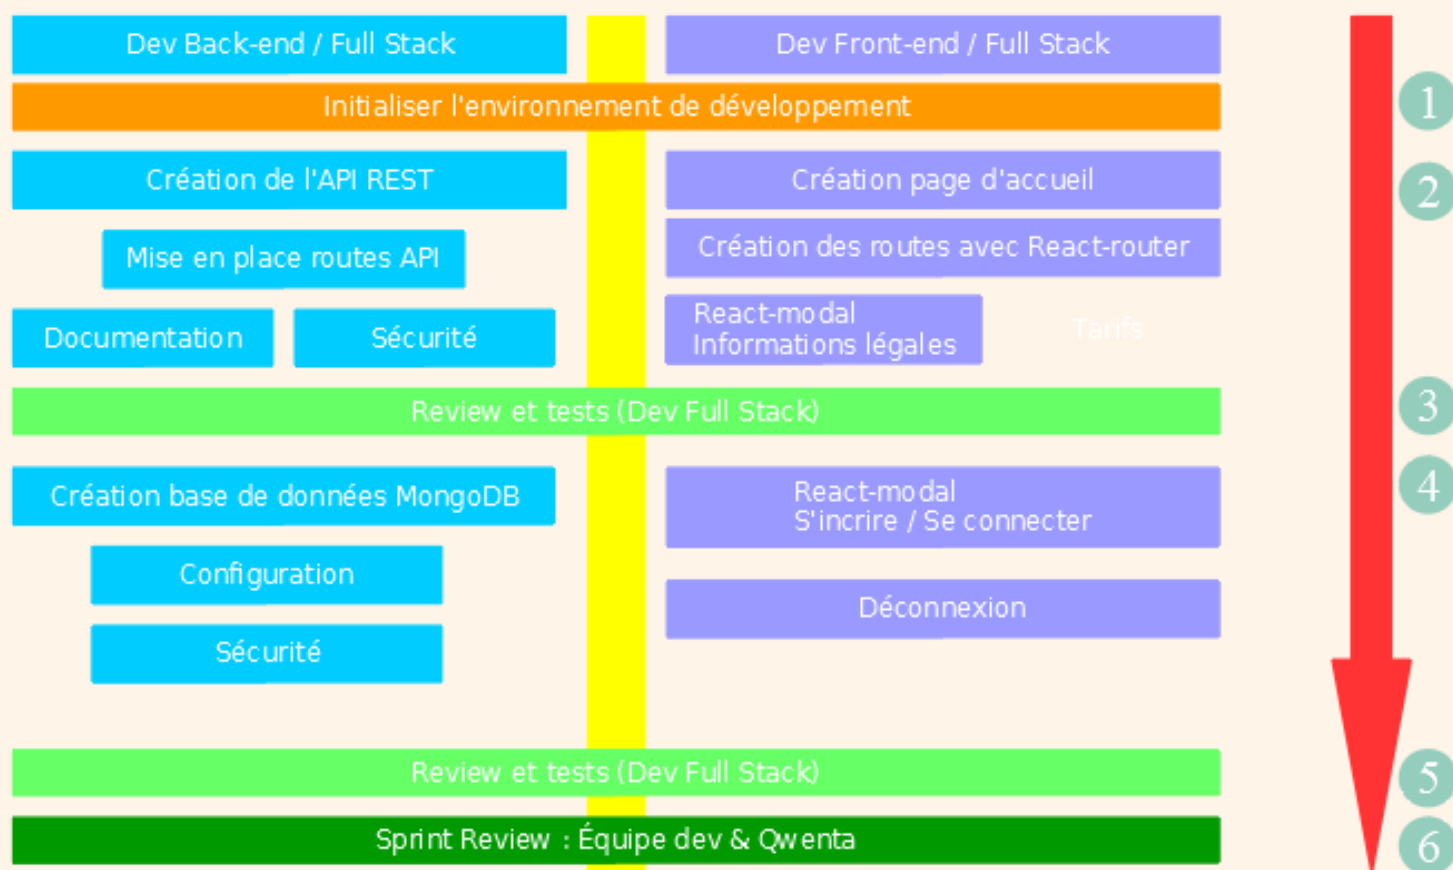 Dev Back-end / Full Stack
Dev Front-end / Full Stack
Initialiser l'environnement de développement
1
Création de l'API REST
Création page d'accueil
2
Mise en place routes API
Création des routes avec React-router
Documentation
Sécurité
React-modal
Informations légales
Tarifs
Review et tests (Dev Full Stack)
3
Création base de données MongoDB
React-modal
S'incrire / Se connecter
4
Configuration
Déconnexion
Sécurité
Review et tests (Dev Full Stack)
5
Sprint Review : Équipe dev & Qwenta
6